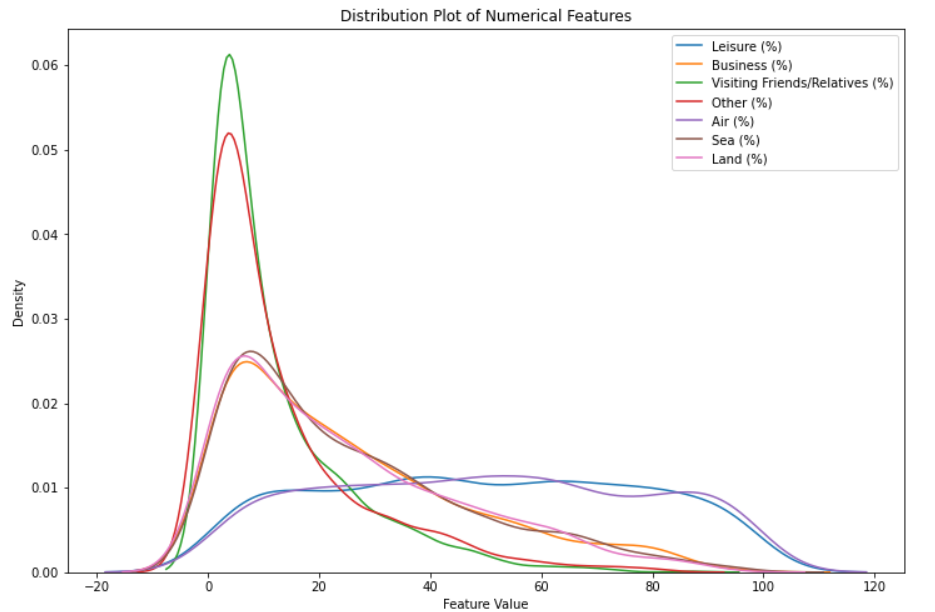 Distribution Plot of Numerical Features
Leisure (%)
Business (%)
Visiting Friends/Relatives (%)
Other (%)
Air (%)
Sea (%)
Land (%)
Density
0.06
0.05
0.04
0.03
0.02
0.01
0.00
−20 0 20 40 60 80 100 120
Feature Value